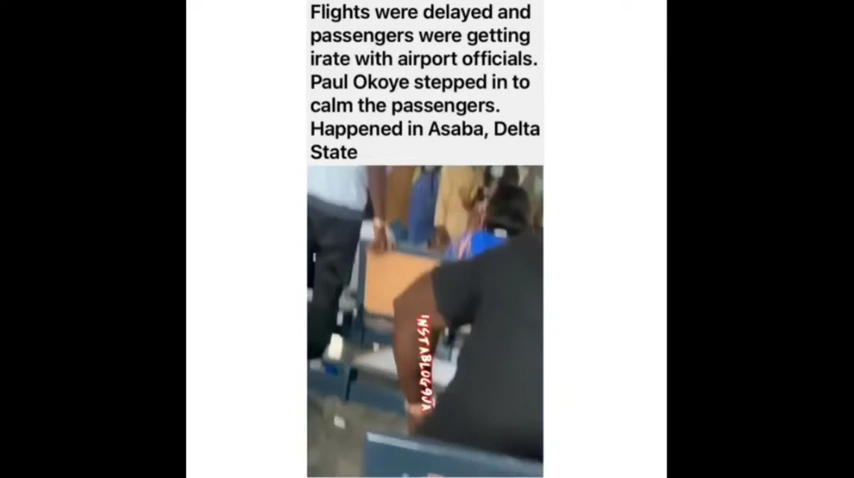 Flights were delayed and
passengers were getting
irate with airport officials.
Paul Okoye stepped in to
calm the passengers.
Happened in Asaba, Delta
State
INSTABLOG9JA